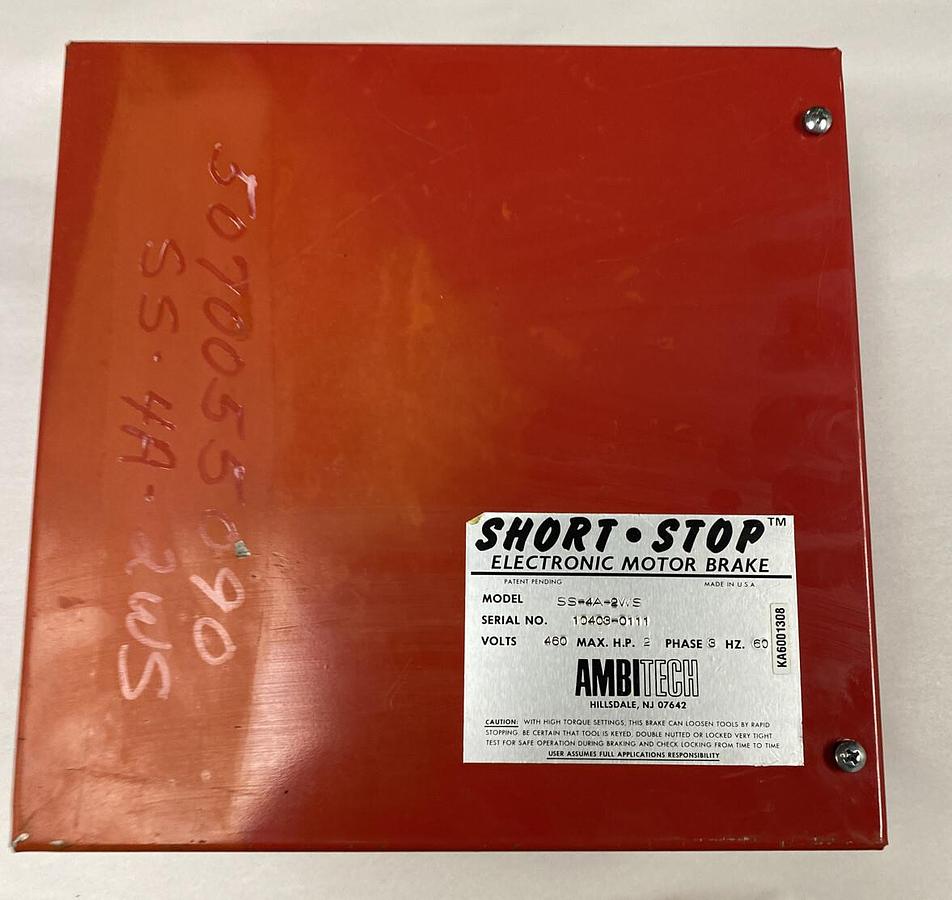 5070055090
SS-4A-2WS
SHORT•STOP™
ELECTRONIC MOTOR BRAKE
PATENT PENDING MADE IN U.S.A
MODEL SS-4A-2WS
SERIAL NO. 10403-0111
VOLTS 460 MAX. H.P. 2 PHASE 3 HZ. 60
KA6001308
AMBITECH
HILLSDALE, NJ 07642
CAUTION: WITH HIGH TORQUE SETTINGS, THIS BRAKE CAN LOOSEN TOOLS BY RAPID
STOPPING. BE CERTAIN THAT TOOL IS KEYED, DOUBLE NUTTED OR LOCKED VERY TIGHT
TEST FOR SAFE OPERATION DURING BRAKING AND CHECK LOCKING FROM TIME TO TIME.
USER ASSUMES FULL APPLICATIONS RESPONSIBILITY